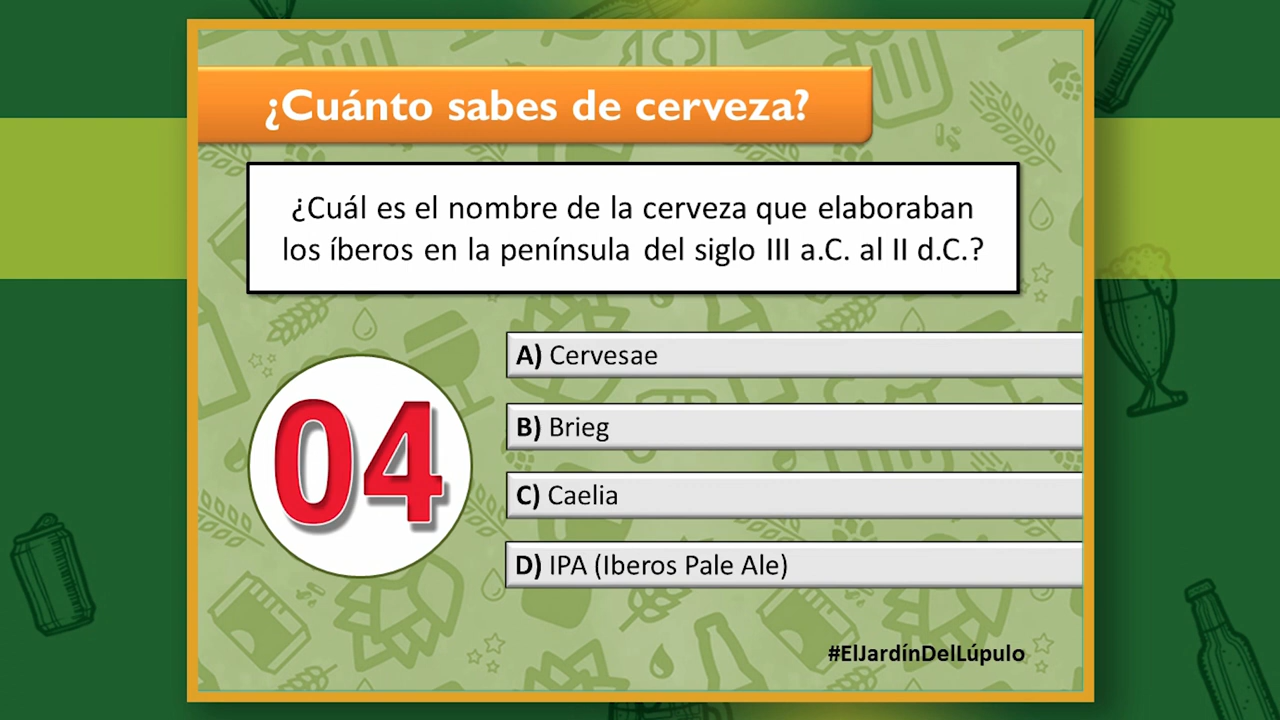 ¿Cuánto sabes de cerveza?
¿Cuál es el nombre de la cerveza que elaboraban
los íberos en la península del siglo III a.C. al II d.C.?
04
A) Cervesae
B) Brieg
C) Caelia
D) IPA (Iberos Pale Ale)
#ElJardínDelLúpulo